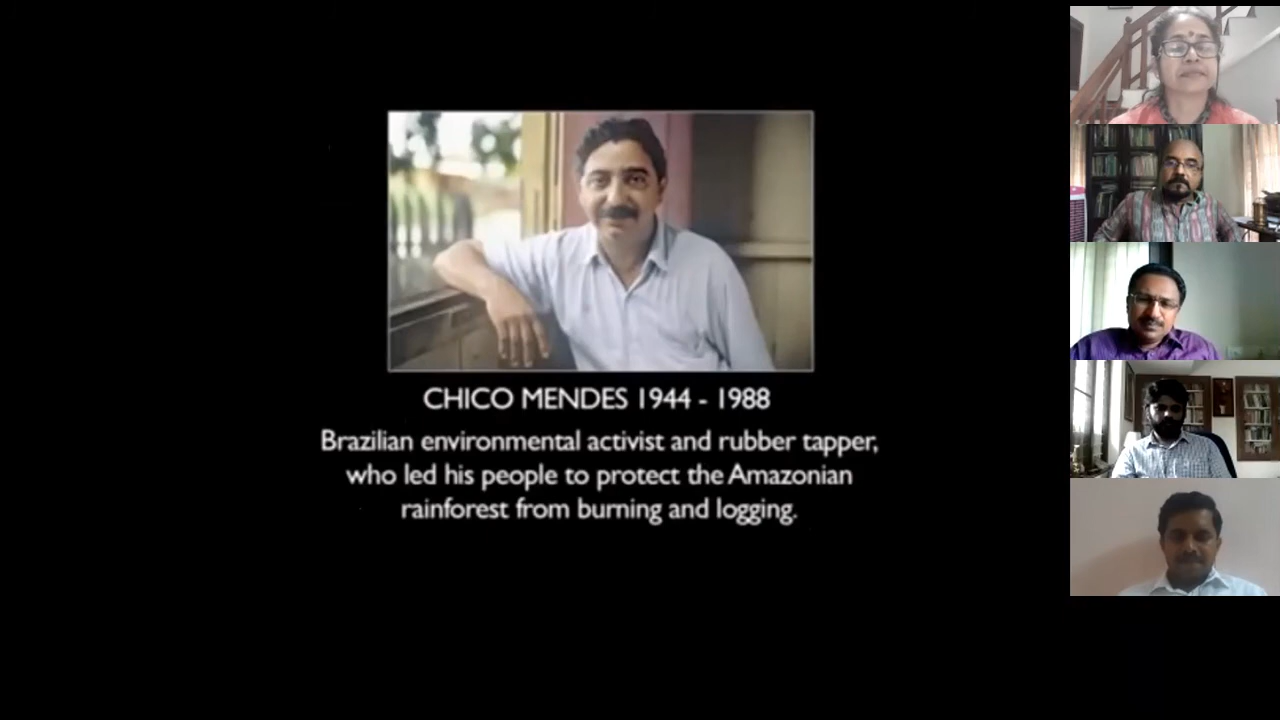 CHICO MENDES 1944 - 1988
Brazilian environmental activist and rubber tapper,
who led his people to protect the Amazonian
rainforest from burning and logging.